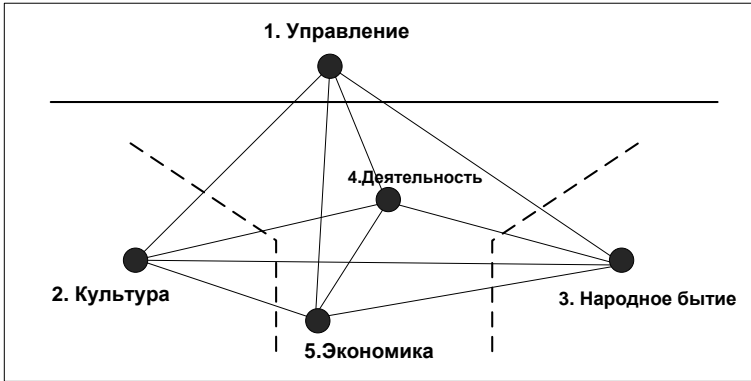 1. Управление
4.Деятельность
2. Культура
3. Народное бытие
5.Экономика